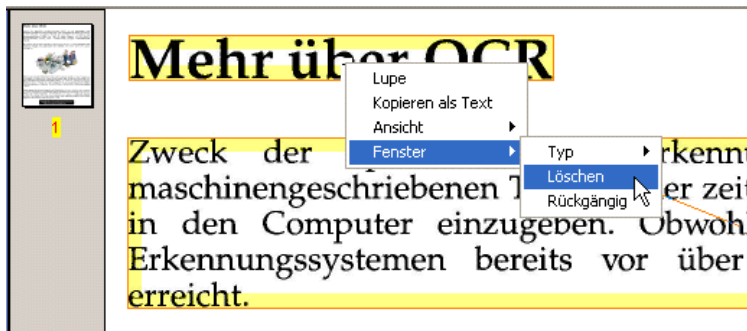 Mehr über OCR
1
Lupe
Kopieren als Text
Ansicht
Fenster
Typ
Löschen
Rückgängig
Zweck der
maschinengeschriebenen
in den Computer einzugeben. Obwohl
Erkennungssystemen bereits vor über
erreicht.